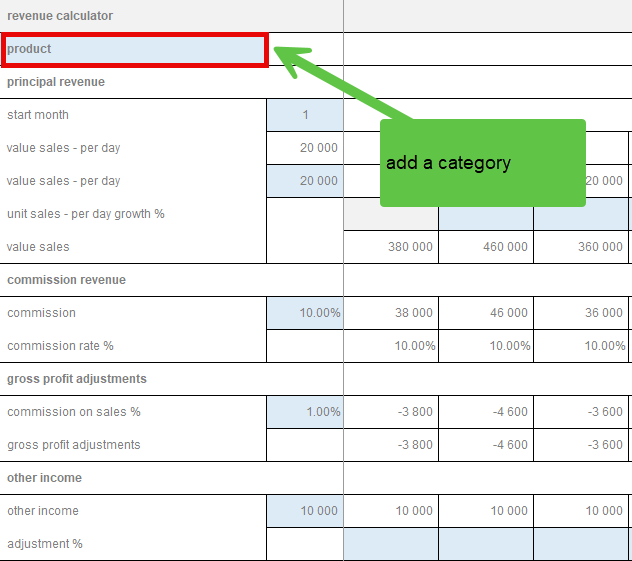 revenue calculator
product
principal revenue
start month 1
add a category
value sales - per day 20 000
value sales - per day 20 000 20 000
unit sales - per day growth %
value sales 380 000 460 000 360 000
commission revenue
commission 10.00% 38 000 46 000 36 000
commission rate % 10.00% 10.00% 10.00%
gross profit adjustments
commission on sales % 1.00% -3 800 -4 600 -3 600
gross profit adjustments -3 800 -4 600 -3 600
other income
other income 10 000 10 000 10 000 10 000
adjustment %